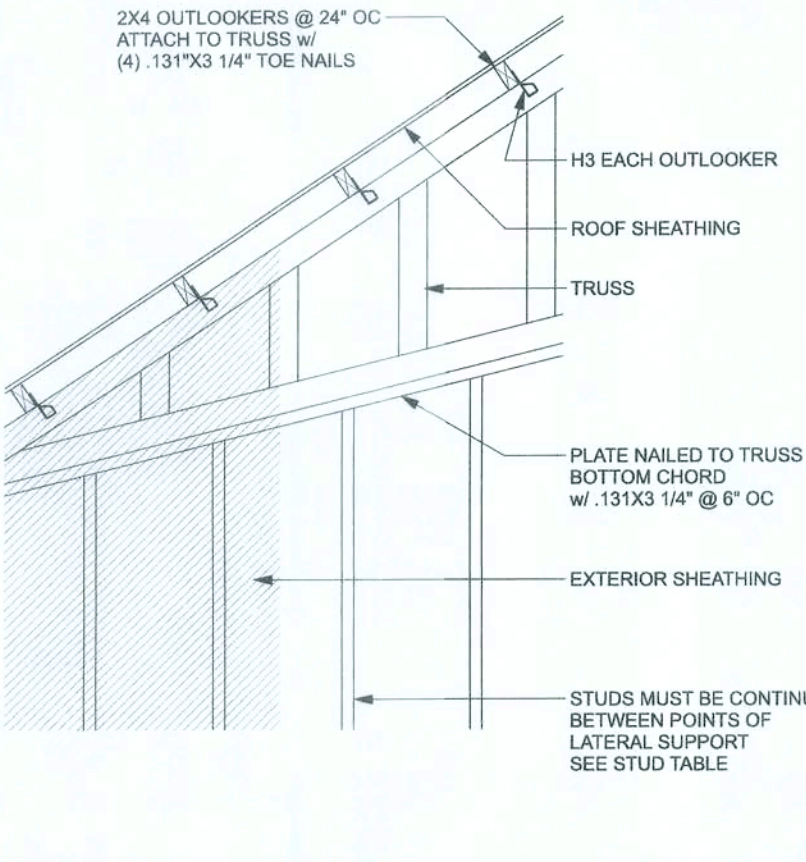 2X4 OUTLOOKERS @ 24" OC
ATTACH TO TRUSS w/
(4) .131"X3 1/4" TOE NAILS
H3 EACH OUTLOOKER
ROOF SHEATHING
TRUSS
PLATE NAILED TO TRUSS
BOTTOM CHORD
w/ .131X3 1/4" @ 6" OC
EXTERIOR SHEATHING
STUDS MUST BE CONTINU
BETWEEN POINTS OF
LATERAL SUPPORT
SEE STUD TABLE